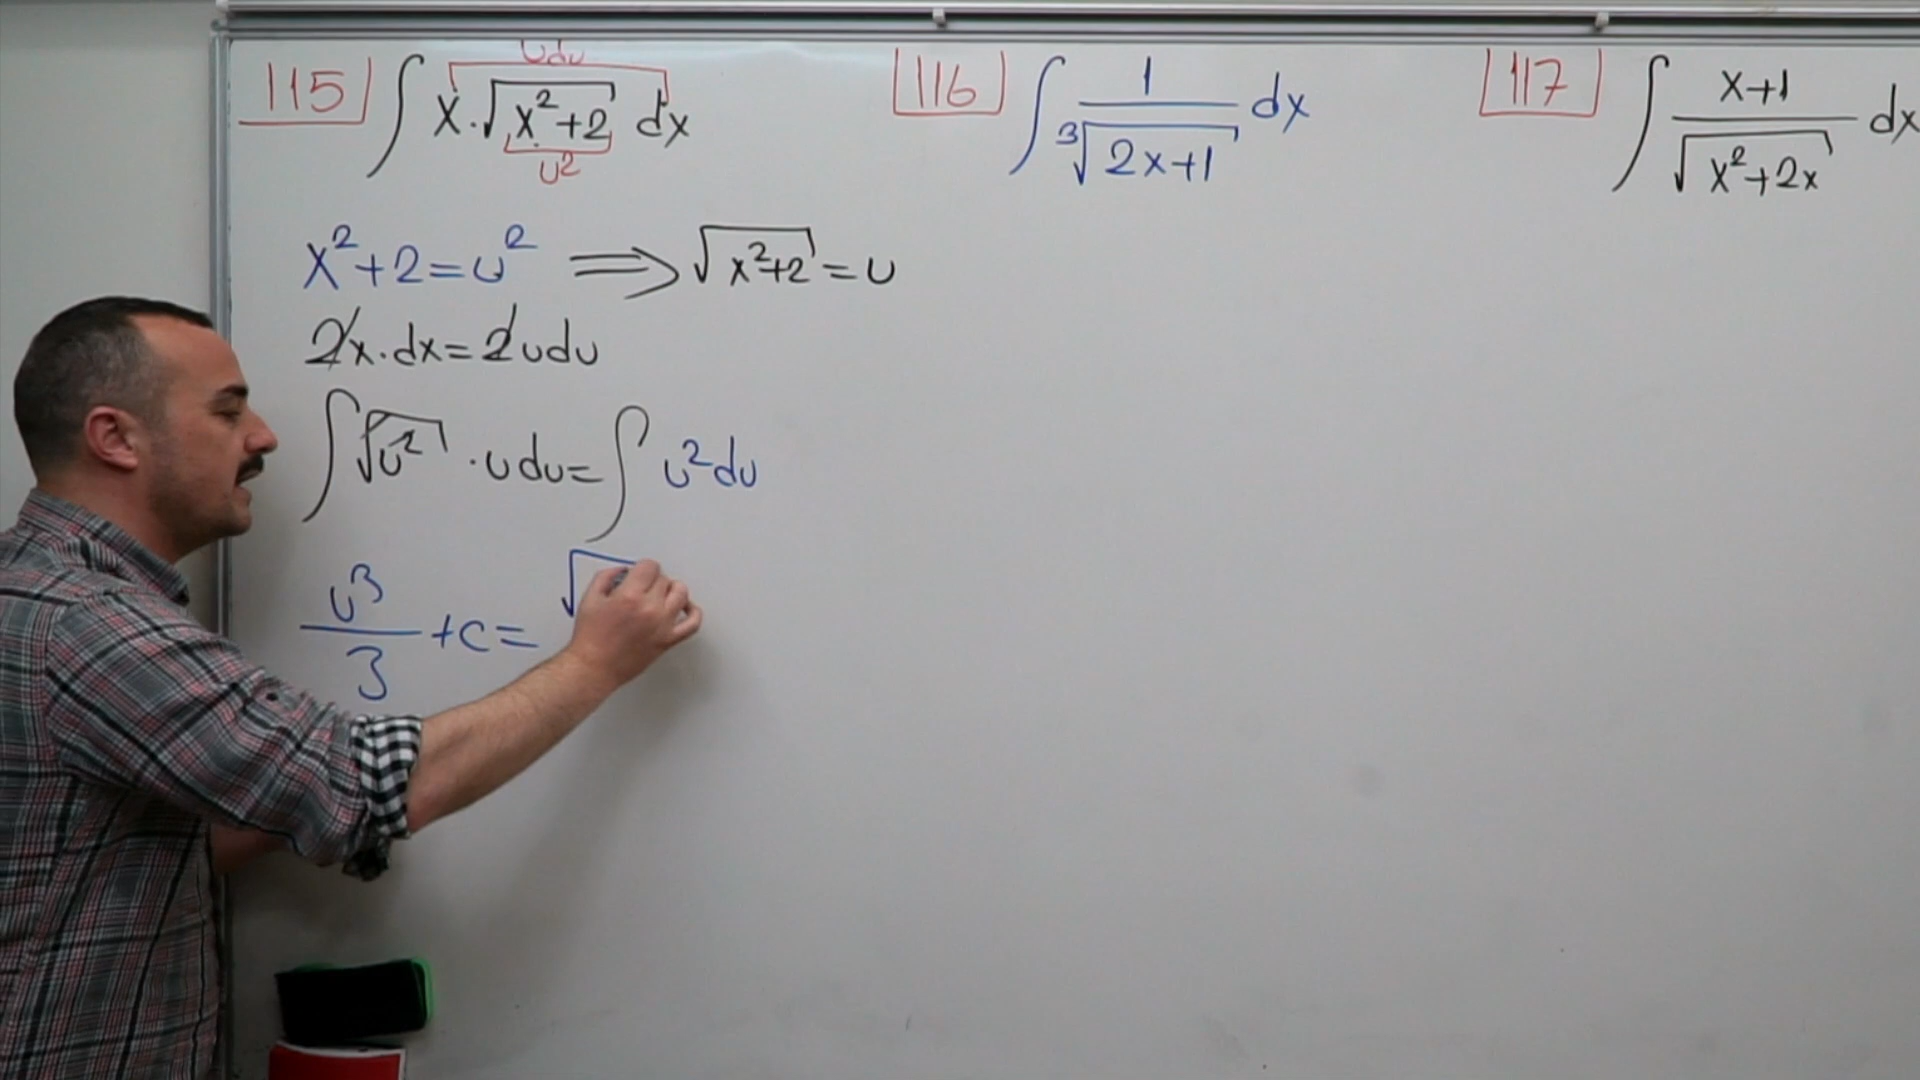 udu
115 ∫ x.√(x²+2) dx
u²
x²+2=u² ⟹ √(x²+2) = u
2x.dx=2udu
∫√(u²) .udu= ∫ u²du
u³/3 +c= √
116 ∫ 1/∛(2x+1) dx
117 ∫ (x+1)/√(x²+2x) dx